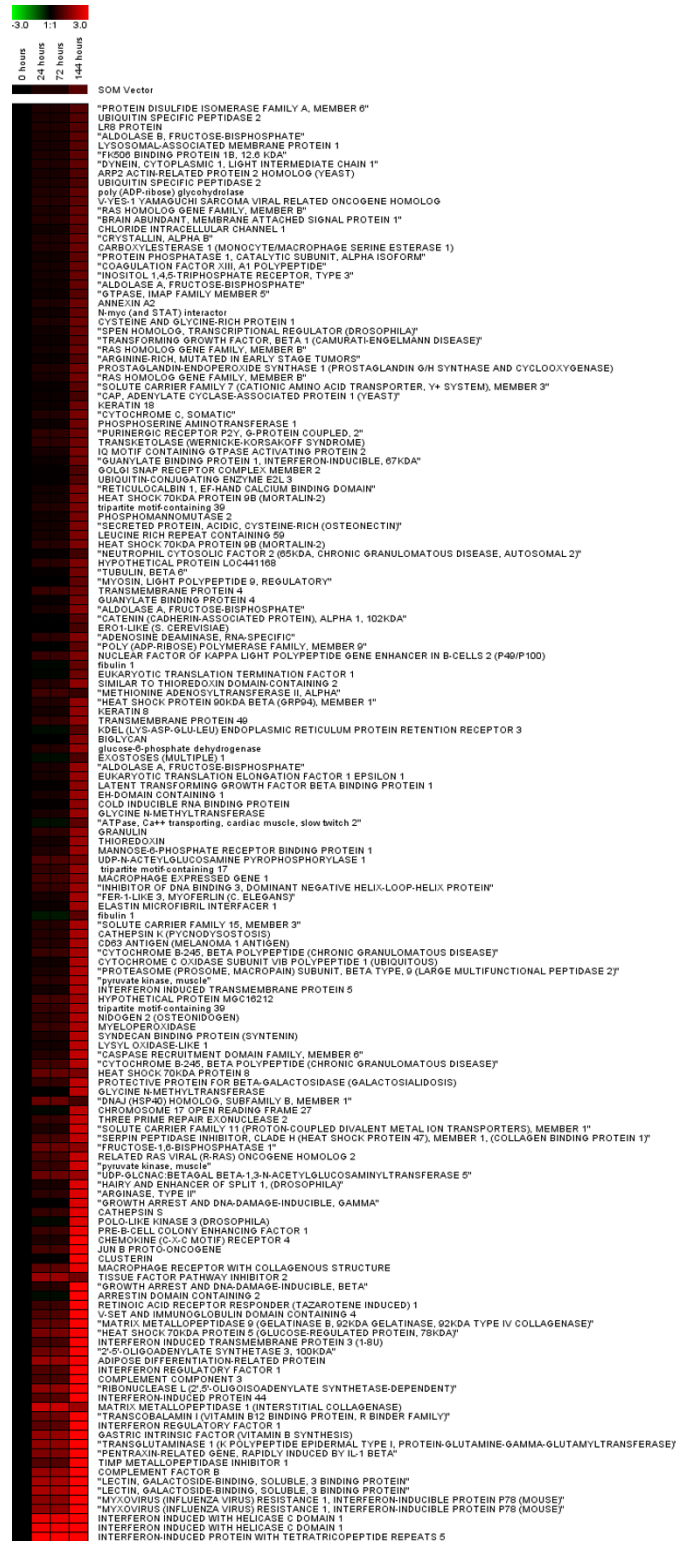 -3.0 1:1 3.0
0 hours
24 hours
72 hours
144 hours
SOM Vector
"PROTEIN DISULFIDE ISOMERASE FAMILY A, MEMBER 6"
UBIQUITIN SPECIFIC PEPTIDASE 2
LR8 PROTEIN
"ALDOLASE B, FRUCTOSE-BISPHOSPHATE"
LYSOSOMAL-ASSOCIATED MEMBRANE PROTEIN 1
"FK506 BINDING PROTEIN 1B, 12.6 KDA"
"DYNEIN, CYTOPLASMIC 1, LIGHT INTERMEDIATE CHAIN 1"
ARP2 ACTIN-RELATED PROTEIN 2 HOMOLOG (YEAST)
UBIQUITIN SPECIFIC PEPTIDASE 2
poly (ADP-ribose) glycohydrolase
V-YES-1 YAMAGUCHI SARCOMA VIRAL RELATED ONCOGENE HOMOLOG
"RAS HOMOLOG GENE FAMILY, MEMBER B"
"BRAIN ABUNDANT, MEMBRANE ATTACHED SIGNAL PROTEIN 1"
CHLORIDE INTRACELLULAR CHANNEL 1
"CRYSTALLIN, ALPHA B"
CARBOXYLESTERASE 1 (MONOCYTE/MACROPHAGE SERINE ESTERASE 1)
"PROTEIN PHOSPHATASE 1, CATALYTIC SUBUNIT, ALPHA ISOFORM"
"COAGULATION FACTOR XIII, A1 POLYPEPTIDE"
"INOSITOL 1,4,5-TRIPHOSPHATE RECEPTOR, TYPE 3"
"ALDOLASE A, FRUCTOSE-BISPHOSPHATE"
"GTPASE, IMAP FAMILY MEMBER 5"
ANNEXIN A2
N-myc (and STAT) interactor
CYSTEINE AND GLYCINE-RICH PROTEIN 1
"SPEN HOMOLOG, TRANSCRIPTIONAL REGULATOR (DROSOPHILA)"
"TRANSFORMING GROWTH FACTOR, BETA 1 (CAMURATI-ENGELMANN DISEASE)"
"RAS HOMOLOG GENE FAMILY, MEMBER B"
"ARGININE-RICH, MUTATED IN EARLY STAGE TUMORS"
PROSTAGLANDIN-ENDOPEROXIDE SYNTHASE 1 (PROSTAGLANDIN G/H SYNTHASE AND CYCLOOXYGENASE)
"RAS HOMOLOG GENE FAMILY, MEMBER B"
"SOLUTE CARRIER FAMILY 7 (CATIONIC AMINO ACID TRANSPORTER, Y+ SYSTEM), MEMBER 3"
"CAP, ADENYLATE CYCLASE-ASSOCIATED PROTEIN 1 (YEAST)"
KERATIN 18
"CYTOCHROME C, SOMATIC"
PHOSPHOSERINE AMINOTRANSFERASE 1
"PURINERGIC RECEPTOR P2Y, G-PROTEIN COUPLED, 2"
TRANSKETOLASE (WERNICKE-KORSAKOFF SYNDROME)
IQ MOTIF CONTAINING GTPASE ACTIVATING PROTEIN 2
"GUANYLATE BINDING PROTEIN 1, INTERFERON-INDUCIBLE, 67KDA"
GOLGI SNAP RECEPTOR COMPLEX MEMBER 2
UBIQUITIN-CONJUGATING ENZYME E2L 3
"RETICULOCALBIN 1, EF-HAND CALCIUM BINDING DOMAIN"
HEAT SHOCK 70KDA PROTEIN 9B (MORTALIN-2)
tripartite motif-containing 39
PHOSPHOMANNOMUTASE 2
"SECRETED PROTEIN, ACIDIC, CYSTEINE-RICH (OSTEONECTIN)"
LEUCINE RICH REPEAT CONTAINING 59
HEAT SHOCK 70KDA PROTEIN 9B (MORTALIN-2)
"NEUTROPHIL CYTOSOLIC FACTOR 2 (65KDA, CHRONIC GRANULOMATOUS DISEASE, AUTOSOMAL 2)"
HYPOTHETICAL PROTEIN LOC441168
"TUBULIN, BETA 6"
"MYOSIN, LIGHT POLYPEPTIDE 9, REGULATORY"
TRANSMEMBRANE PROTEIN 4
GUANYLATE BINDING PROTEIN 4
"ALDOLASE A, FRUCTOSE-BISPHOSPHATE"
"CATENIN (CADHERIN-ASSOCIATED PROTEIN), ALPHA 1, 102KDA"
ERO1-LIKE (S. CEREVISIAE)
"ADENOSINE DEAMINASE, RNA-SPECIFIC"
"POLY (ADP-RIBOSE) POLYMERASE FAMILY, MEMBER 9"
NUCLEAR FACTOR OF KAPPA LIGHT POLYPEPTIDE GENE ENHANCER IN B-CELLS 2 (P49/P100)
fibulin 1
EUKARYOTIC TRANSLATION TERMINATION FACTOR 1
SIMILAR TO THIOREDOXIN DOMAIN-CONTAINING 2
"METHIONINE ADENOSYLTRANSFERASE II, ALPHA"
"HEAT SHOCK PROTEIN 90KDA BETA (GRP94), MEMBER 1"
KERATIN 8
TRANSMEMBRANE PROTEIN 49
KDEL (LYS-ASP-GLU-LEU) ENDOPLASMIC RETICULUM PROTEIN RETENTION RECEPTOR 3
BIGLYCAN
glucose-6-phosphate dehydrogenase
EXOSTOSES (MULTIPLE) 1
"ALDOLASE A, FRUCTOSE-BISPHOSPHATE"
EUKARYOTIC TRANSLATION ELONGATION FACTOR 1 EPSILON 1
LATENT TRANSFORMING GROWTH FACTOR BETA BINDING PROTEIN 1
EH-DOMAIN CONTAINING 1
COLD INDUCIBLE RNA BINDING PROTEIN
GLYCINE N-METHYLTRANSFERASE
"ATPase, Ca++ transporting, cardiac muscle, slow twitch 2"
GRANULIN
THIOREDOXIN
MANNOSE-6-PHOSPHATE RECEPTOR BINDING PROTEIN 1
UDP-N-ACTEYLGLUCOSAMINE PYROPHOSPHORYLASE 1
tripartite motif-containing 17
MACROPHAGE EXPRESSED GENE 1
"INHIBITOR OF DNA BINDING 3, DOMINANT NEGATIVE HELIX-LOOP-HELIX PROTEIN"
"FER-1-LIKE 3, MYOFERLIN (C. ELEGANS)"
ELASTIN MICROFIBRIL INTERFACER 1
fibulin 1
"SOLUTE CARRIER FAMILY 15, MEMBER 3"
CATHEPSIN K (PYCNODYSOSTOSIS)
CD63 ANTIGEN (MELANOMA 1 ANTIGEN)
"CYTOCHROME B-245, BETA POLYPEPTIDE (CHRONIC GRANULOMATOUS DISEASE)"
CYTOCHROME C OXIDASE SUBUNIT VIB POLYPEPTIDE 1 (UBIQUITOUS)
"PROTEASOME (PROSOME, MACROPAIN) SUBUNIT, BETA TYPE, 9 (LARGE MULTIFUNCTIONAL PEPTIDASE 2)"
"pyruvate kinase, muscle"
INTERFERON INDUCED TRANSMEMBRANE PROTEIN 5
HYPOTHETICAL PROTEIN MGC16212
tripartite motif-containing 39
NIDOGEN 2 (OSTEONIDOGEN)
MYELOPEROXIDASE
SYNDECAN BINDING PROTEIN (SYNTENIN)
LYSYL OXIDASE-LIKE 1
"CASPASE RECRUITMENT DOMAIN FAMILY, MEMBER 6"
"CYTOCHROME B-245, BETA POLYPEPTIDE (CHRONIC GRANULOMATOUS DISEASE)"
HEAT SHOCK 70KDA PROTEIN 8
PROTECTIVE PROTEIN FOR BETA-GALACTOSIDASE (GALACTOSIALIDOSIS)
GLYCINE N-METHYLTRANSFERASE
"DNAJ (HSP40) HOMOLOG, SUBFAMILY B, MEMBER 1"
CHROMOSOME 17 OPEN READING FRAME 27
THREE PRIME REPAIR EXONUCLEASE 2
"SOLUTE CARRIER FAMILY 11 (PROTON-COUPLED DIVALENT METAL ION TRANSPORTERS), MEMBER 1"
"SERPIN PEPTIDASE INHIBITOR, CLADE H (HEAT SHOCK PROTEIN 47), MEMBER 1, (COLLAGEN BINDING PROTEIN 1)"
"FRUCTOSE-1,6-BISPHOSPHATASE 1"
RELATED RAS VIRAL (R-RAS) ONCOGENE HOMOLOG 2
"pyruvate kinase, muscle"
"UDP-GLCNAC:BETAGAL BETA-1,3-N-ACETYLGLUCOSAMINYLTRANSFERASE 5"
"HAIRY AND ENHANCER OF SPLIT 1, (DROSOPHILA)"
"ARGINASE, TYPE II"
"GROWTH ARREST AND DNA-DAMAGE-INDUCIBLE, GAMMA"
CATHEPSIN S
POLO-LIKE KINASE 3 (DROSOPHILA)
PRE-B-CELL COLONY ENHANCING FACTOR 1
CHEMOKINE (C-X-C MOTIF) RECEPTOR 4
JUN B PROTO-ONCOGENE
CLUSTERIN
MACROPHAGE RECEPTOR WITH COLLAGENOUS STRUCTURE
TISSUE FACTOR PATHWAY INHIBITOR 2
"GROWTH ARREST AND DNA-DAMAGE-INDUCIBLE, BETA"
ARRESTIN DOMAIN CONTAINING 2
RETINOIC ACID RECEPTOR RESPONDER (TAZAROTENE INDUCED) 1
V-SET AND IMMUNOGLOBULIN DOMAIN CONTAINING 4
"MATRIX METALLOPEPTIDASE 9 (GELATINASE B, 92KDA GELATINASE, 92KDA TYPE IV COLLAGENASE)"
"HEAT SHOCK 70KDA PROTEIN 5 (GLUCOSE-REGULATED PROTEIN, 78KDA)"
INTERFERON INDUCED TRANSMEMBRANE PROTEIN 3 (1-8U)
"2'-5'-OLIGOADENYLATE SYNTHETASE 3, 100KDA"
ADIPOSE DIFFERENTIATION-RELATED PROTEIN
INTERFERON REGULATORY FACTOR 1
COMPLEMENT COMPONENT 3
"RIBONUCLEASE L (2',5'-OLIGOISOADENYLATE SYNTHETASE-DEPENDENT)"
INTERFERON-INDUCED PROTEIN 44
MATRIX METALLOPEPTIDASE 1 (INTERSTITIAL COLLAGENASE)
"TRANSCOBALAMIN I (VITAMIN B12 BINDING PROTEIN, R BINDER FAMILY)"
INTERFERON REGULATORY FACTOR 1
GASTRIC INTRINSIC FACTOR (VITAMIN B SYNTHESIS)
"TRANSGLUTAMINASE 1 (K POLYPEPTIDE EPIDERMAL TYPE I, PROTEIN-GLUTAMINE-GAMMA-GLUTAMYLTRANSFERASE)"
"PENTRAXIN-RELATED GENE, RAPIDLY INDUCED BY IL-1 BETA"
TIMP METALLOPEPTIDASE INHIBITOR 1
COMPLEMENT FACTOR B
"LECTIN, GALACTOSIDE-BINDING, SOLUBLE, 3 BINDING PROTEIN"
"LECTIN, GALACTOSIDE-BINDING, SOLUBLE, 3 BINDING PROTEIN"
"MYXOVIRUS (INFLUENZA VIRUS) RESISTANCE 1, INTERFERON-INDUCIBLE PROTEIN P78 (MOUSE)"
"MYXOVIRUS (INFLUENZA VIRUS) RESISTANCE 1, INTERFERON-INDUCIBLE PROTEIN P78 (MOUSE)"
INTERFERON INDUCED WITH HELICASE C DOMAIN 1
INTERFERON INDUCED WITH HELICASE C DOMAIN 1
INTERFERON-INDUCED PROTEIN WITH TETRATRICOPEPTIDE REPEATS 5